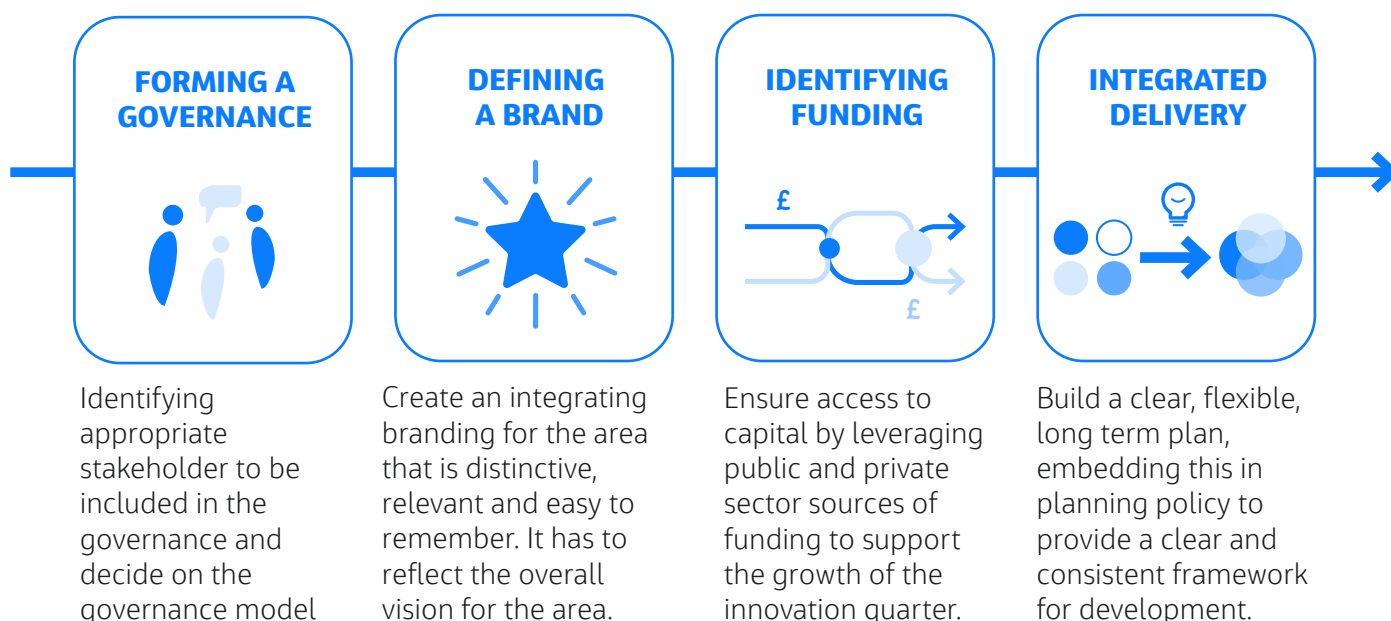 FORMING A
GOVERNANCE
Identifying
appropriate
stakeholder to be
included in the
governance and
decide on the
governance model
DEFINING
A BRAND
Create an integrating
branding for the area
that is distinctive,
relevant and easy to
remember. It has to
reflect the overall
vision for the area.
IDENTIFYING
FUNDING
£
£
Ensure access to
capital by leveraging
public and private
sector sources of
funding to support
the growth of the
innovation quarter.
INTEGRATED
DELIVERY
Build a clear, flexible,
long term plan,
embedding this in
planning policy to
provide a clear and
consistent framework
for development.